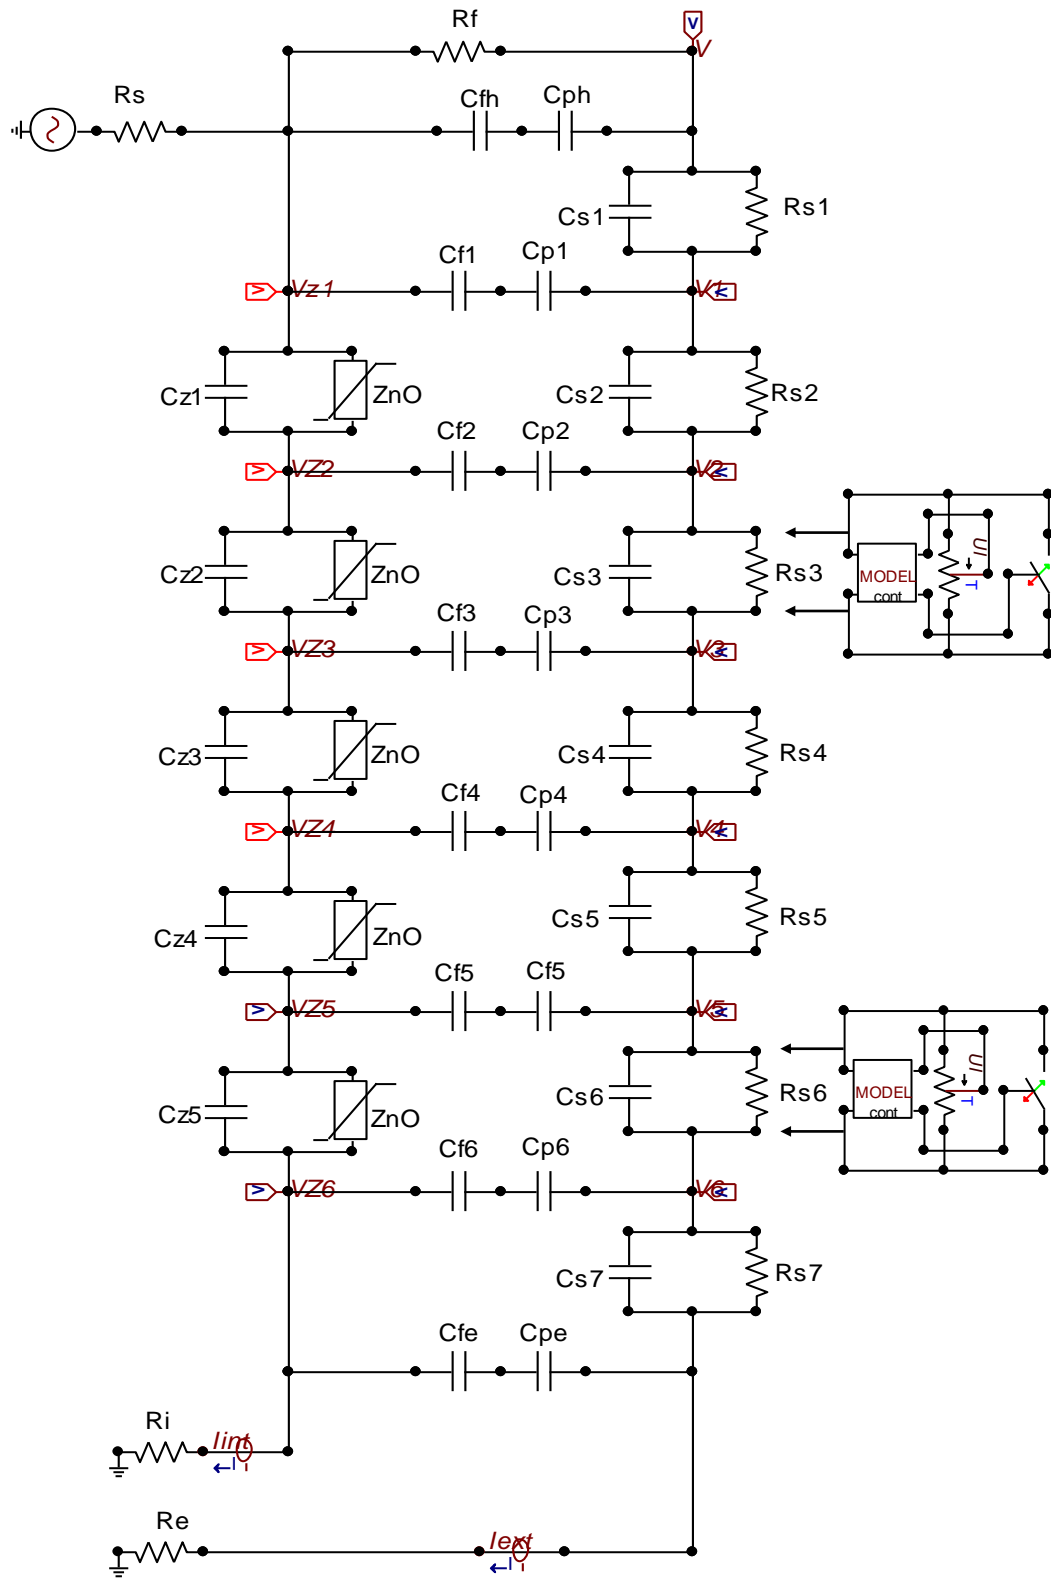 Rf
V
V
Rs
Cfh
Cph
Cs1
Rs1
Cf1
Cp1
V
Vz1
V1
V
Cz1
ZnO
Cs2
Rs2
Cf2
Cp2
V
VZ2
V2
V
Cz2
ZnO
Cs3
Rs3
MODEL
cont
UI
T
Cf3
Cp3
V
VZ3
V3
V
Cz3
ZnO
Cs4
Rs4
Cf4
Cp4
V
VZ4
V4
V
Cz4
ZnO
Cs5
Rs5
Cf5
Cf5
V
VZ5
V5
V
Cz5
ZnO
Cs6
Rs6
MODEL
cont
UI
T
Cf6
Cp6
V
VZ6
V6
V
Cs7
Rs7
Cfe
Cpe
Ri
Iint
I
Re
Iext
I